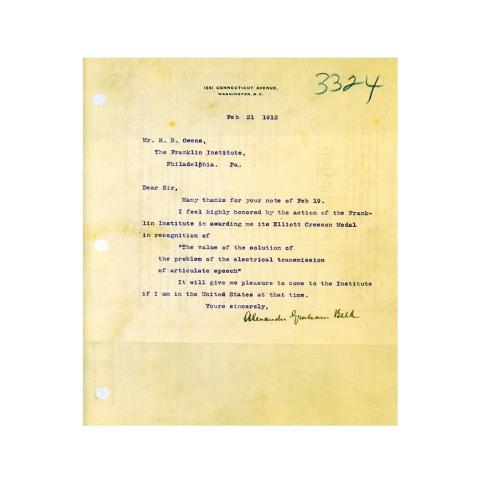 3324
1331 CONNECTICUT AVENUE,
WASHINGTON, D.C.
Feb 21 1912
Mr. R. B. Owens,
The Franklin Institute,
Philadelphia. Pa.
Dear Sir,
Many thanks for your note of Feb 19.
I feel highly honored by the action of the Frank-
lin Institute in awarding me its Elliott Cresson Medal
in recognition of
"The value of the solution of
the problem of the electrical transmission
of articulate speech"
It will give me pleasure to come to the Institute
if I am in the United States at that time.
Yours sincerely,
Alexander Graham Bell